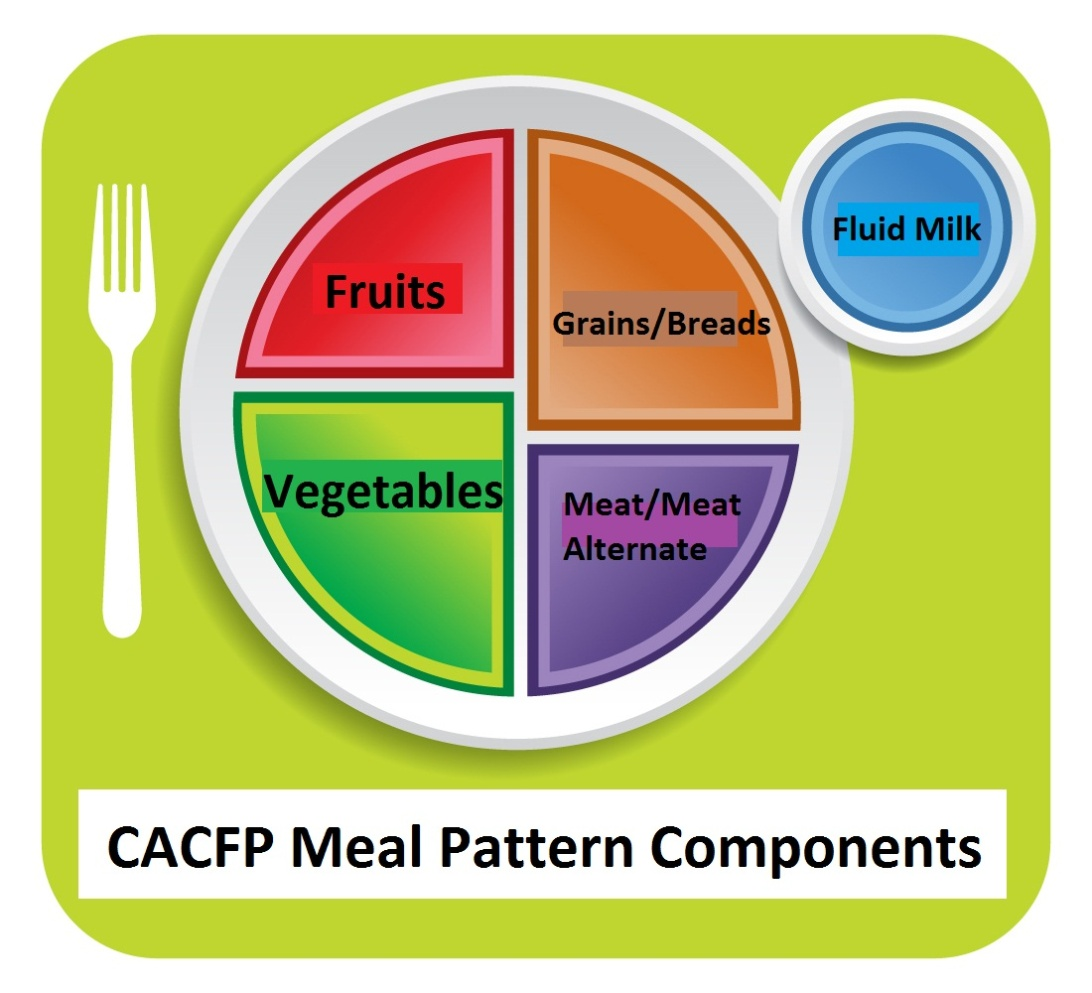 Fruits
Grains/Breads
Fluid Milk
Vegetables
Meat/Meat
Alternate
CACFP Meal Pattern Components